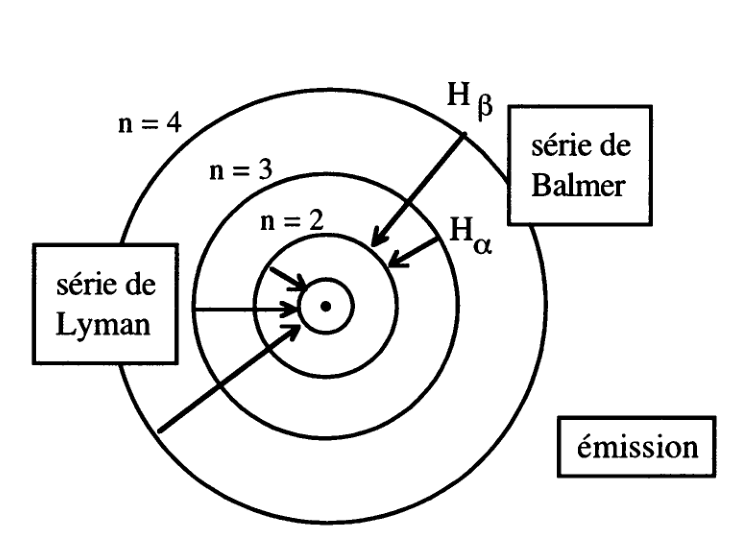 H β
n = 4
série de
Balmer
n = 3
n = 2
H α
série de
Lyman
émission